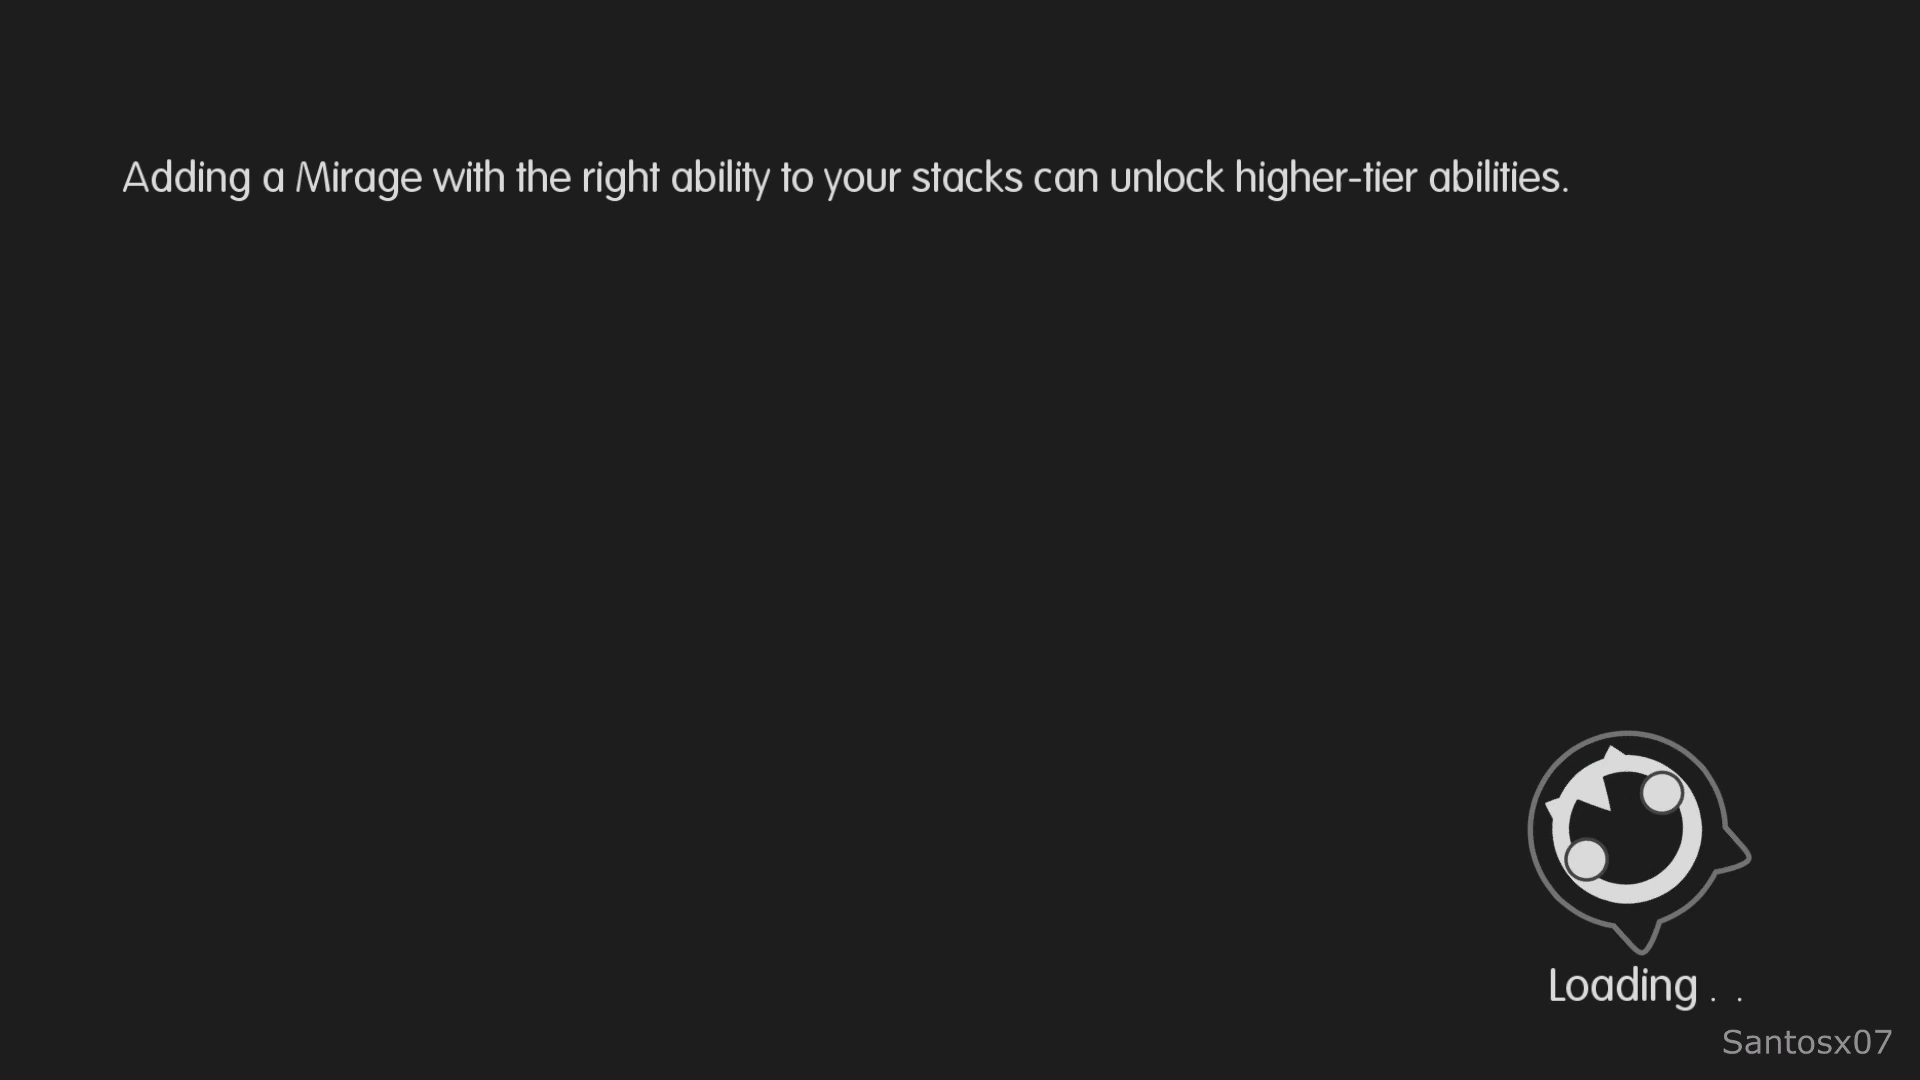 Adding a Mirage with the right ability to your stacks can unlock higher-tier abilities.
Loading . .
Santosx07